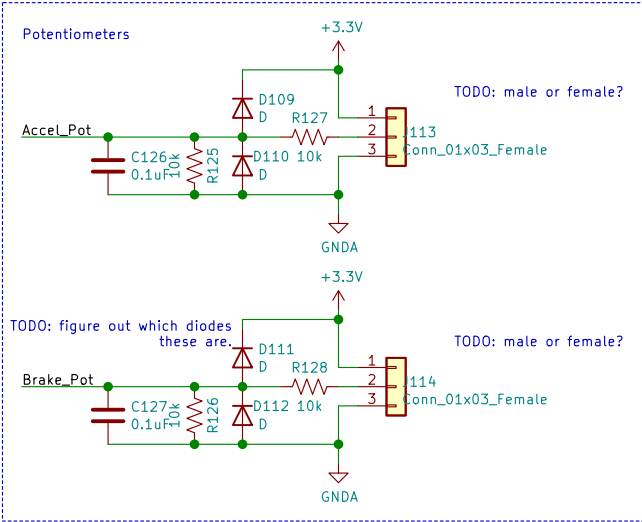 Potentiometers
+3.3V
TODO: male or female?
D109
D
R127
10k
1
2
3
J113
Conn_01x03_Female
Accel_Pot
C126
0.1uF
10k
R125
D110
D
GNDA
+3.3V
TODO: figure out which diodes
these are.
TODO: male or female?
D111
D
R128
10k
1
2
3
J114
Conn_01x03_Female
Brake_Pot
C127
0.1uF
10k
R126
D112
D
GNDA